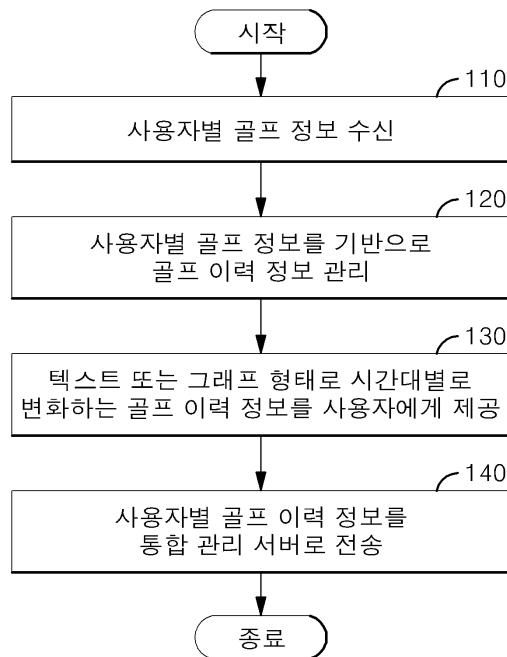 시작
110
사용자별 골프 정보 수신
120
사용자별 골프 정보를 기반으로
골프 이력 정보 관리
130
텍스트 또는 그래프 형태로 시간대별로
변화하는 골프 이력 정보를 사용자에게 제공
140
사용자별 골프 이력 정보를
통합 관리 서버로 전송
종료